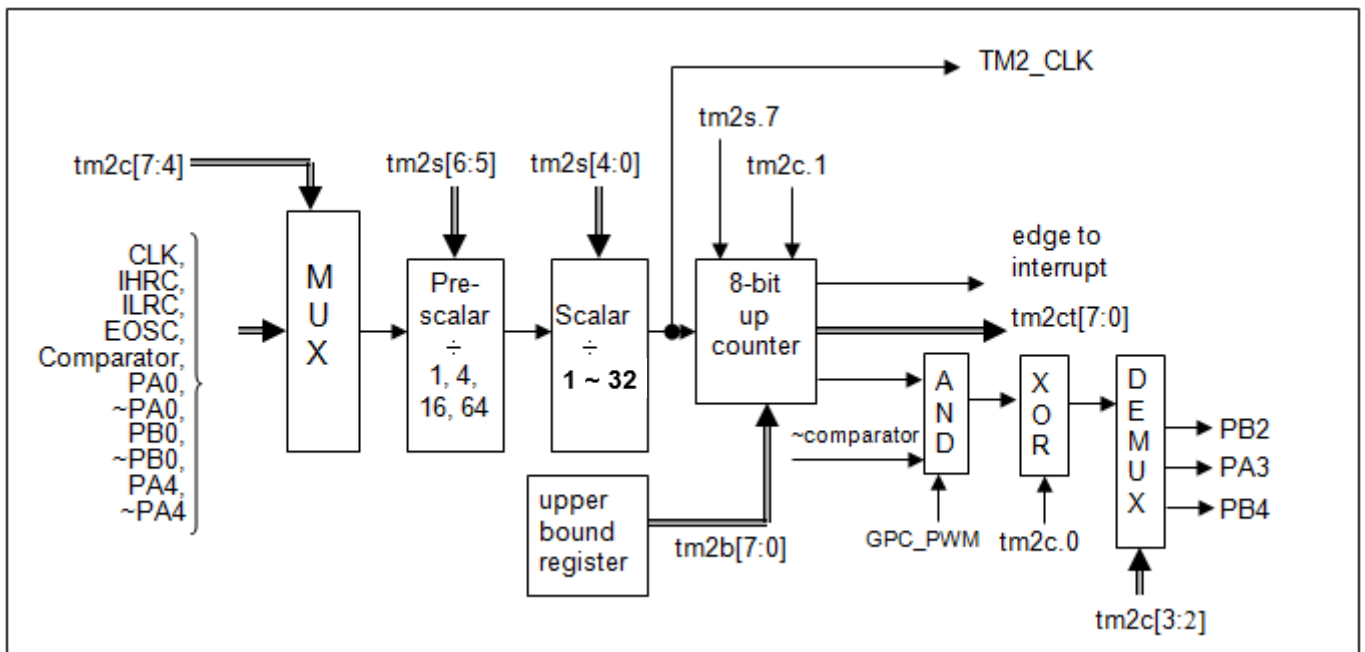 TM2_CLK
tm2s.7
tm2c[7:4]
tm2s[6:5]
tm2s[4:0]
tm2c.1
CLK,
IHRC,
ILRC,
EOSC,
Comparator,
PA0,
~PA0,
PB0,
~PB0,
PA4,
~PA4
M
U
X
Pre-
scalar
÷
1, 4,
16, 64
Scalar
÷
1 ~ 32
8-bit
up
counter
edge to
interrupt
tm2ct[7:0]
~comparator
A
N
D
X
O
R
D
E
M
U
X
PB2
PA3
PB4
upper
bound
register
tm2b[7:0]
GPC_PWM
tm2c.0
tm2c[3:2]